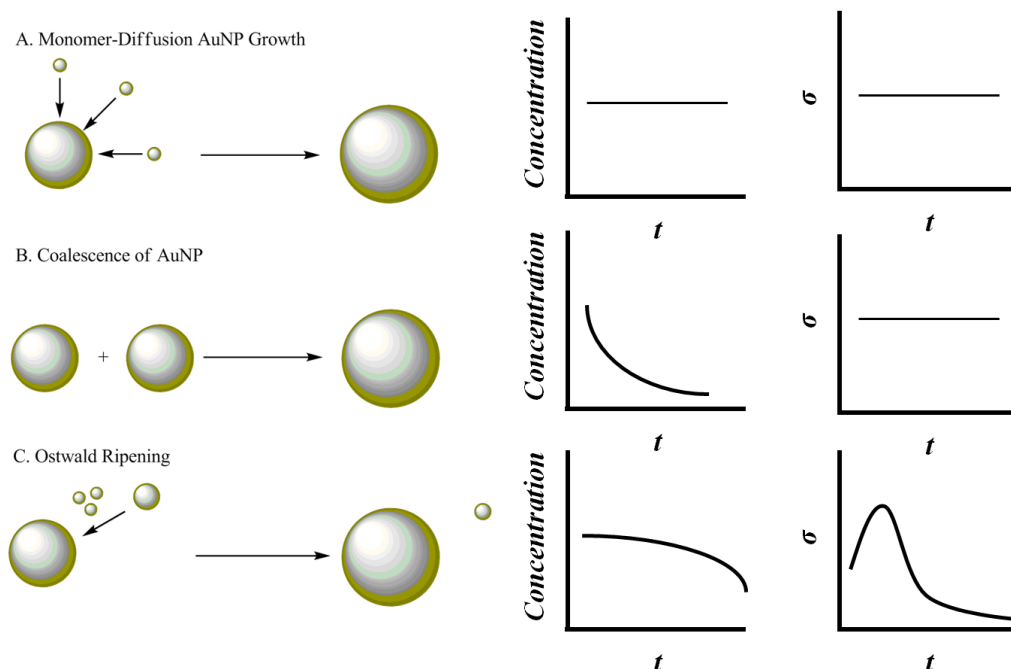 A. Monomer-Diffusion AuNP Growth
Concentration
t
σ
t
B. Coalescence of AuNP
+
Concentration
t
σ
t
C. Ostwald Ripening
Concentration
t
σ
t